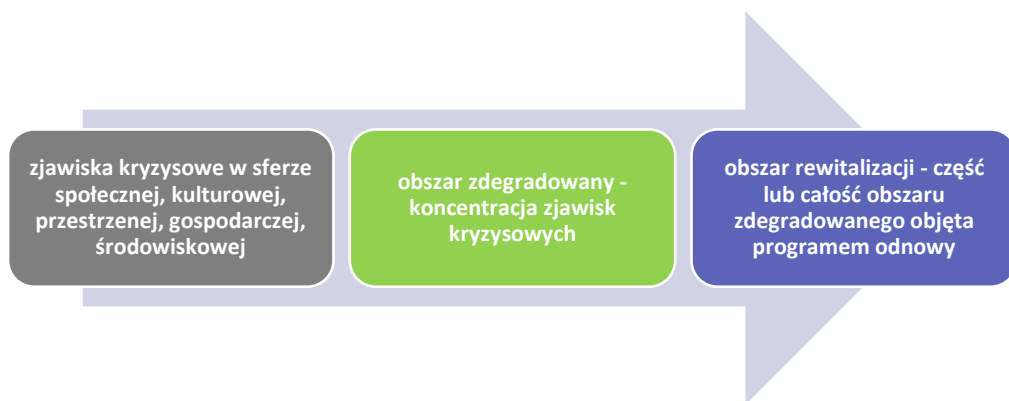 zjawiska kryzysowe w sferze
społecznej, kulturowej,
przestrzenej, gospodarczej,
środowiskowej
obszar zdegradowany -
koncentracja zjawisk
kryzysowych
obszar rewitalizacji - część
lub całość obszaru
zdegradowanego objęta
programem odnowy